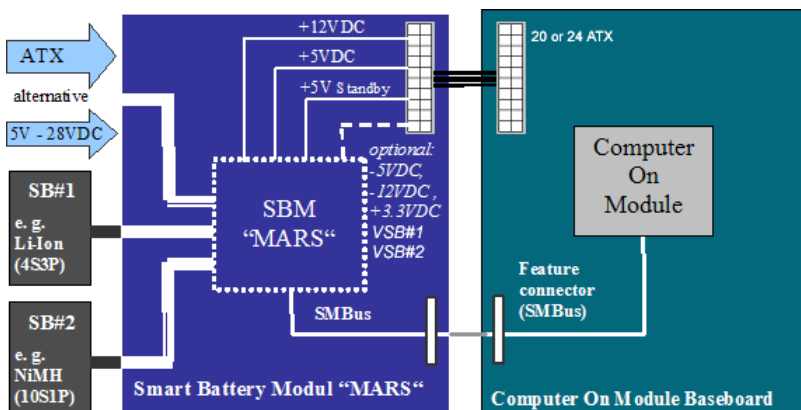 ATX
alternative
5V - 28VDC
SB#1
e. g.
Li-Ion
(4S3P)
SB#2
e. g.
NiMH
(10S1P)
+12VDC
+5VDC
+5V Standby
optional:
-5VDC,
-12VDC ,
+3.3VDC
VSB#1
VSB#2
SBM
“MARS“
SMBus
Smart Battery Modul “MARS“
20 or 24 ATX
Computer
On
Module
Feature
connector
(SMBus)
Computer On Module Baseboard